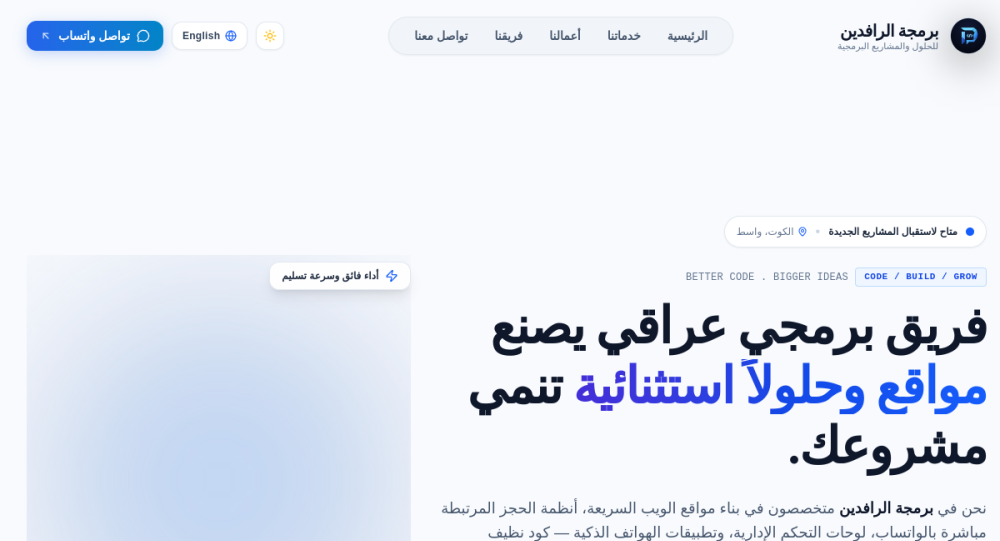 برمجة الرافدين
للحلول والمشاريع البرمجية
الرئيسية
خدماتنا
أعمالنا
فريقنا
تواصل معنا
English
تواصل واتساب
متاح لاستقبال المشاريع الجديدة • الكوت، واسط
CODE / BUILD / GROW BETTER CODE . BIGGER IDEAS
أداء فائق وسرعة تسليم
فريق برمجي عراقي يصنع
مواقع وحلولاً استثنائية تنمي
مشروعك.
نحن في برمجة الرافدين متخصصون في بناء مواقع الويب السريعة، أنظمة الحجز المرتبطة
مباشرة بالواتساب، لوحات التحكم الإدارية، وتطبيقات الهواتف الذكية — كود نظيف